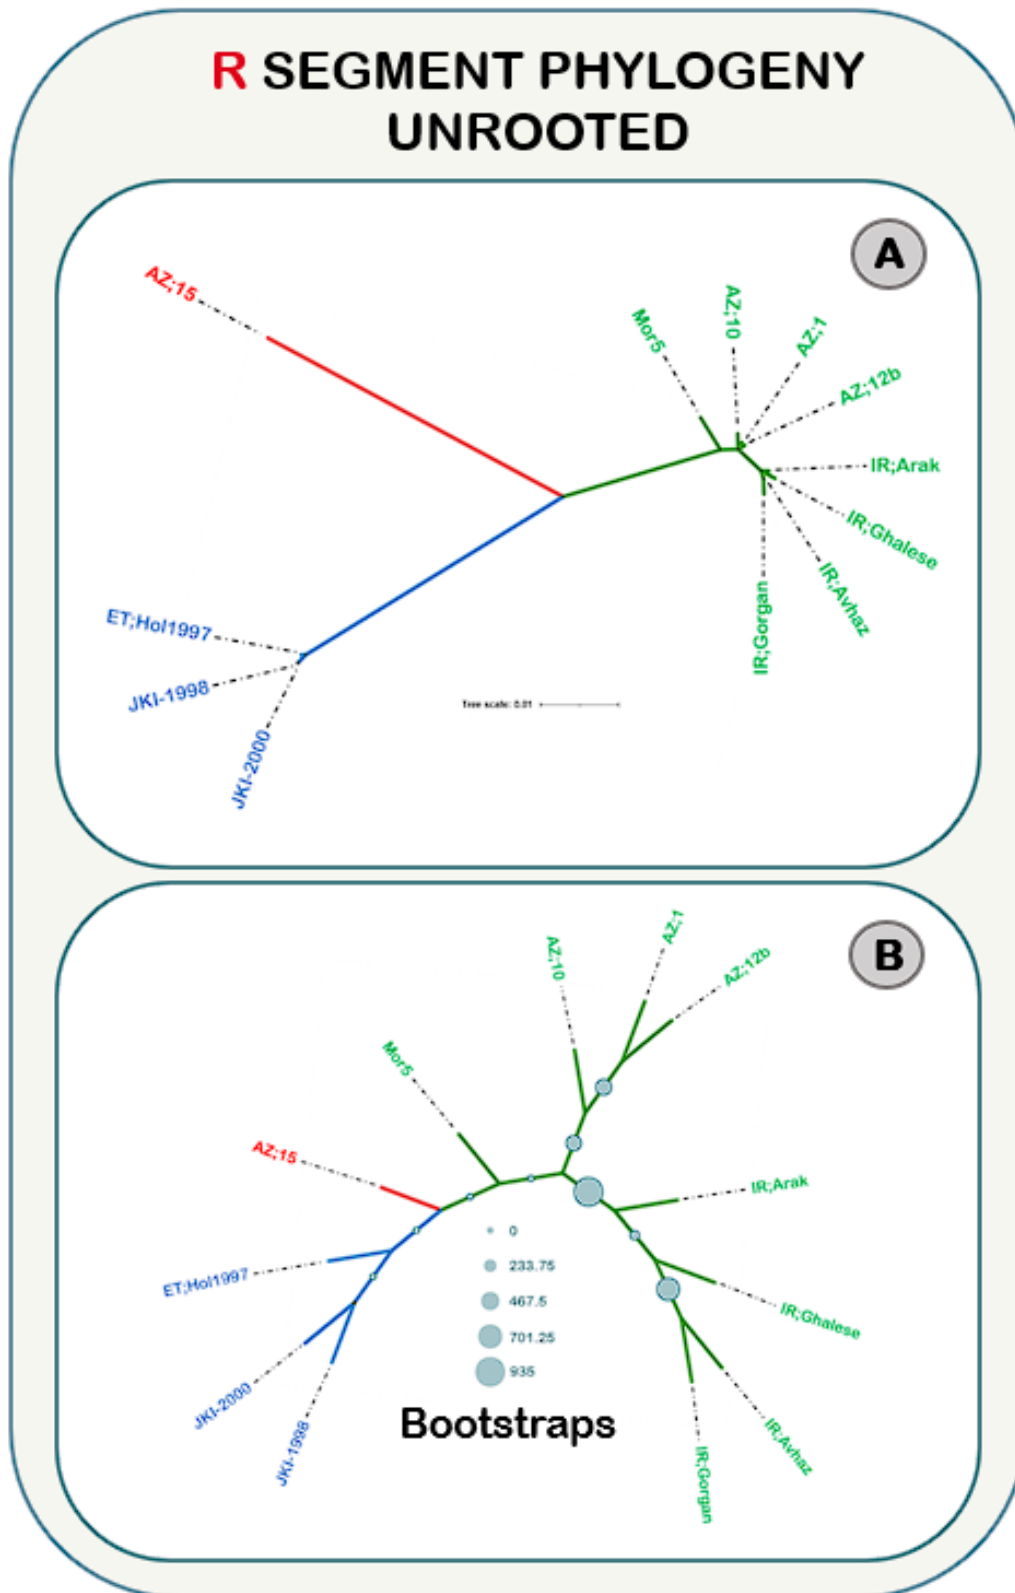 R SEGMENT PHYLOGENY
UNROOTED
A
AZ;15
Mor5
AZ;10
AZ;1
AZ;12b
IR;Arak
IR;Ghalese
IR;Avhaz
IR;Gorgan
ET;Hol1997
JKI-1998
JKI-2000
Tree scale: 0.01
B
AZ;10
AZ;1
AZ;12b
Mor5
AZ;15
IR;Arak
ET;Hol1997
IR;Ghalese
JKI-2000
JKI-1998
IR;Avhaz
IR;Gorgan
0
233.75
467.5
701.25
935
Bootstraps